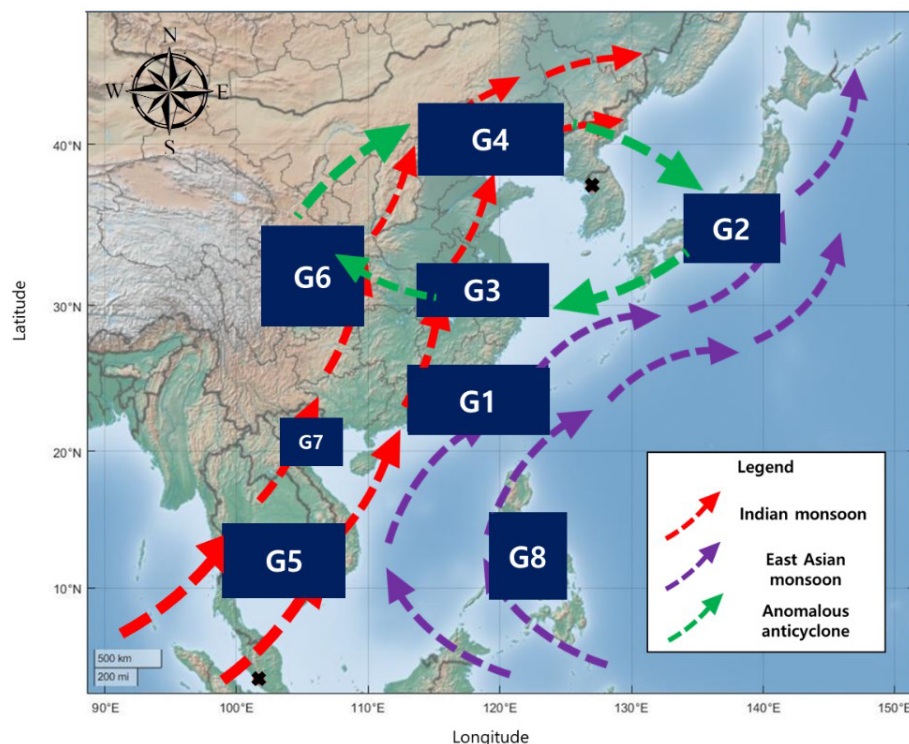 N
W E
S
40°N
G4
G2
G6
G3
30°N
G1
G7
20°N
Legend
Indian monsoon
East Asian
monsoon
Anomalous
anticyclone
G5
G8
10°N
500 km
200 mi
90°E 100°E 110°E 120°E 130°E 140°E 150°E
Latitude
Longitude